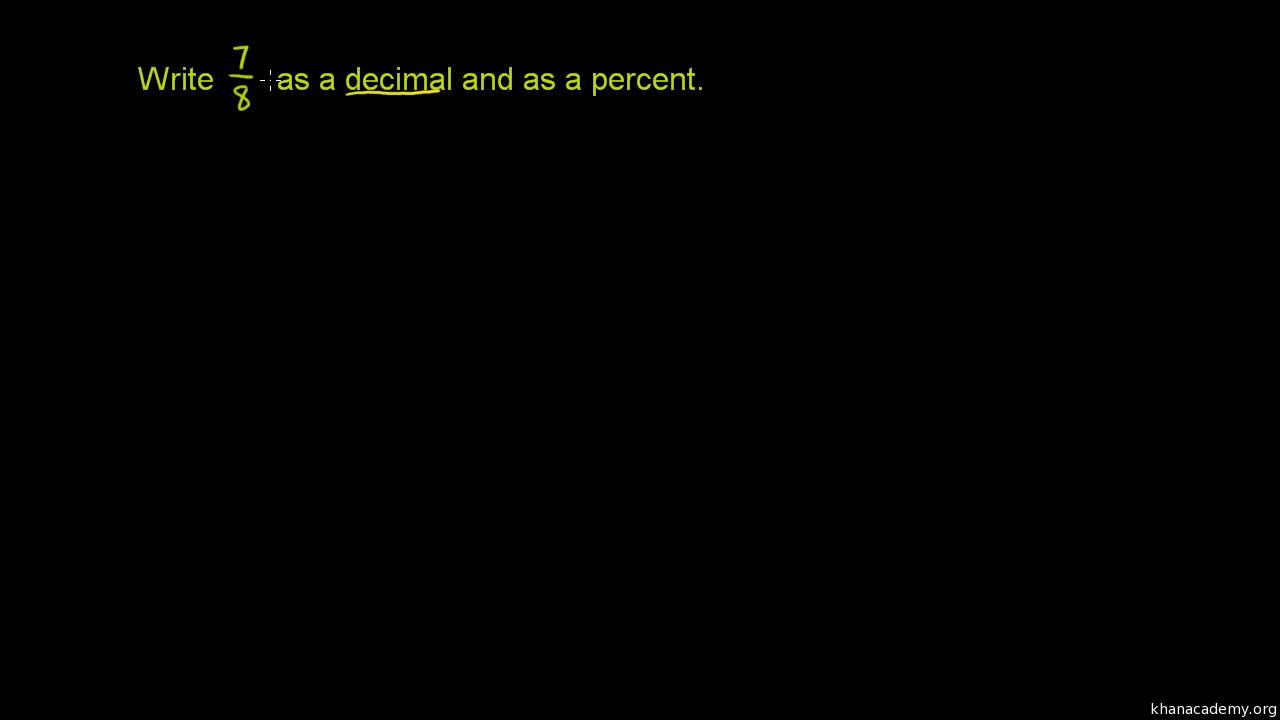 Write 7/8 as a decimal and as a percent.
khanacademy.org